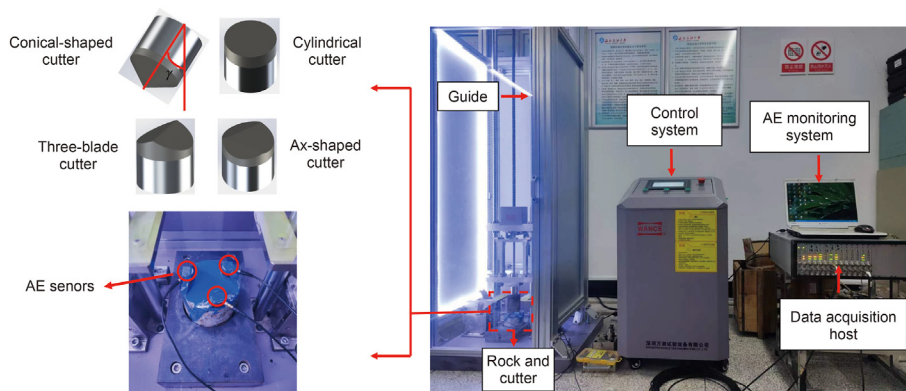 Conical-shaped
cutter
γ
Cylindrical
cutter
Three-blade
cutter
Ax-shaped
cutter
AE senors
Guide
Control
system
AE monitoring
system
WANCE
Rock and
cutter
Data acquisition
host